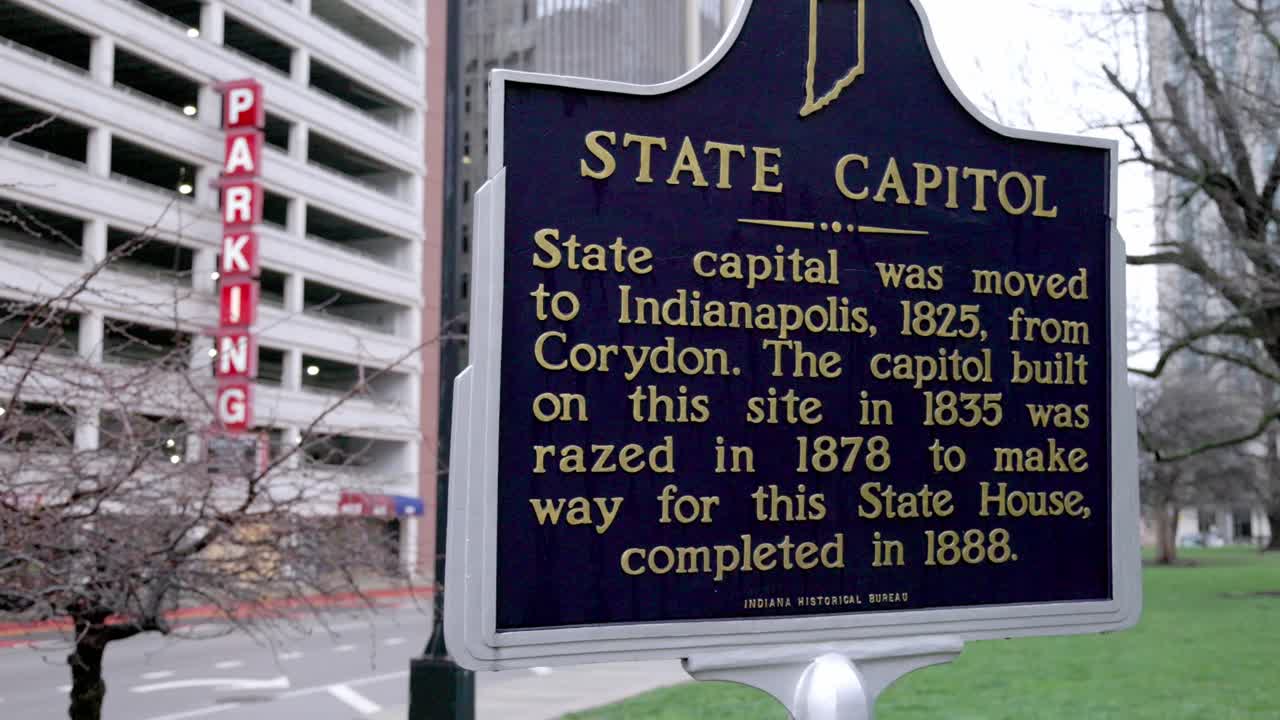 PARKING
STATE CAPITOL
State capital was moved
to Indianapolis, 1825, from
Corydon. The capitol built
on this site in 1835 was
razed in 1878 to make
way for this State House,
completed in 1888.
INDIANA HISTORICAL BUREAU